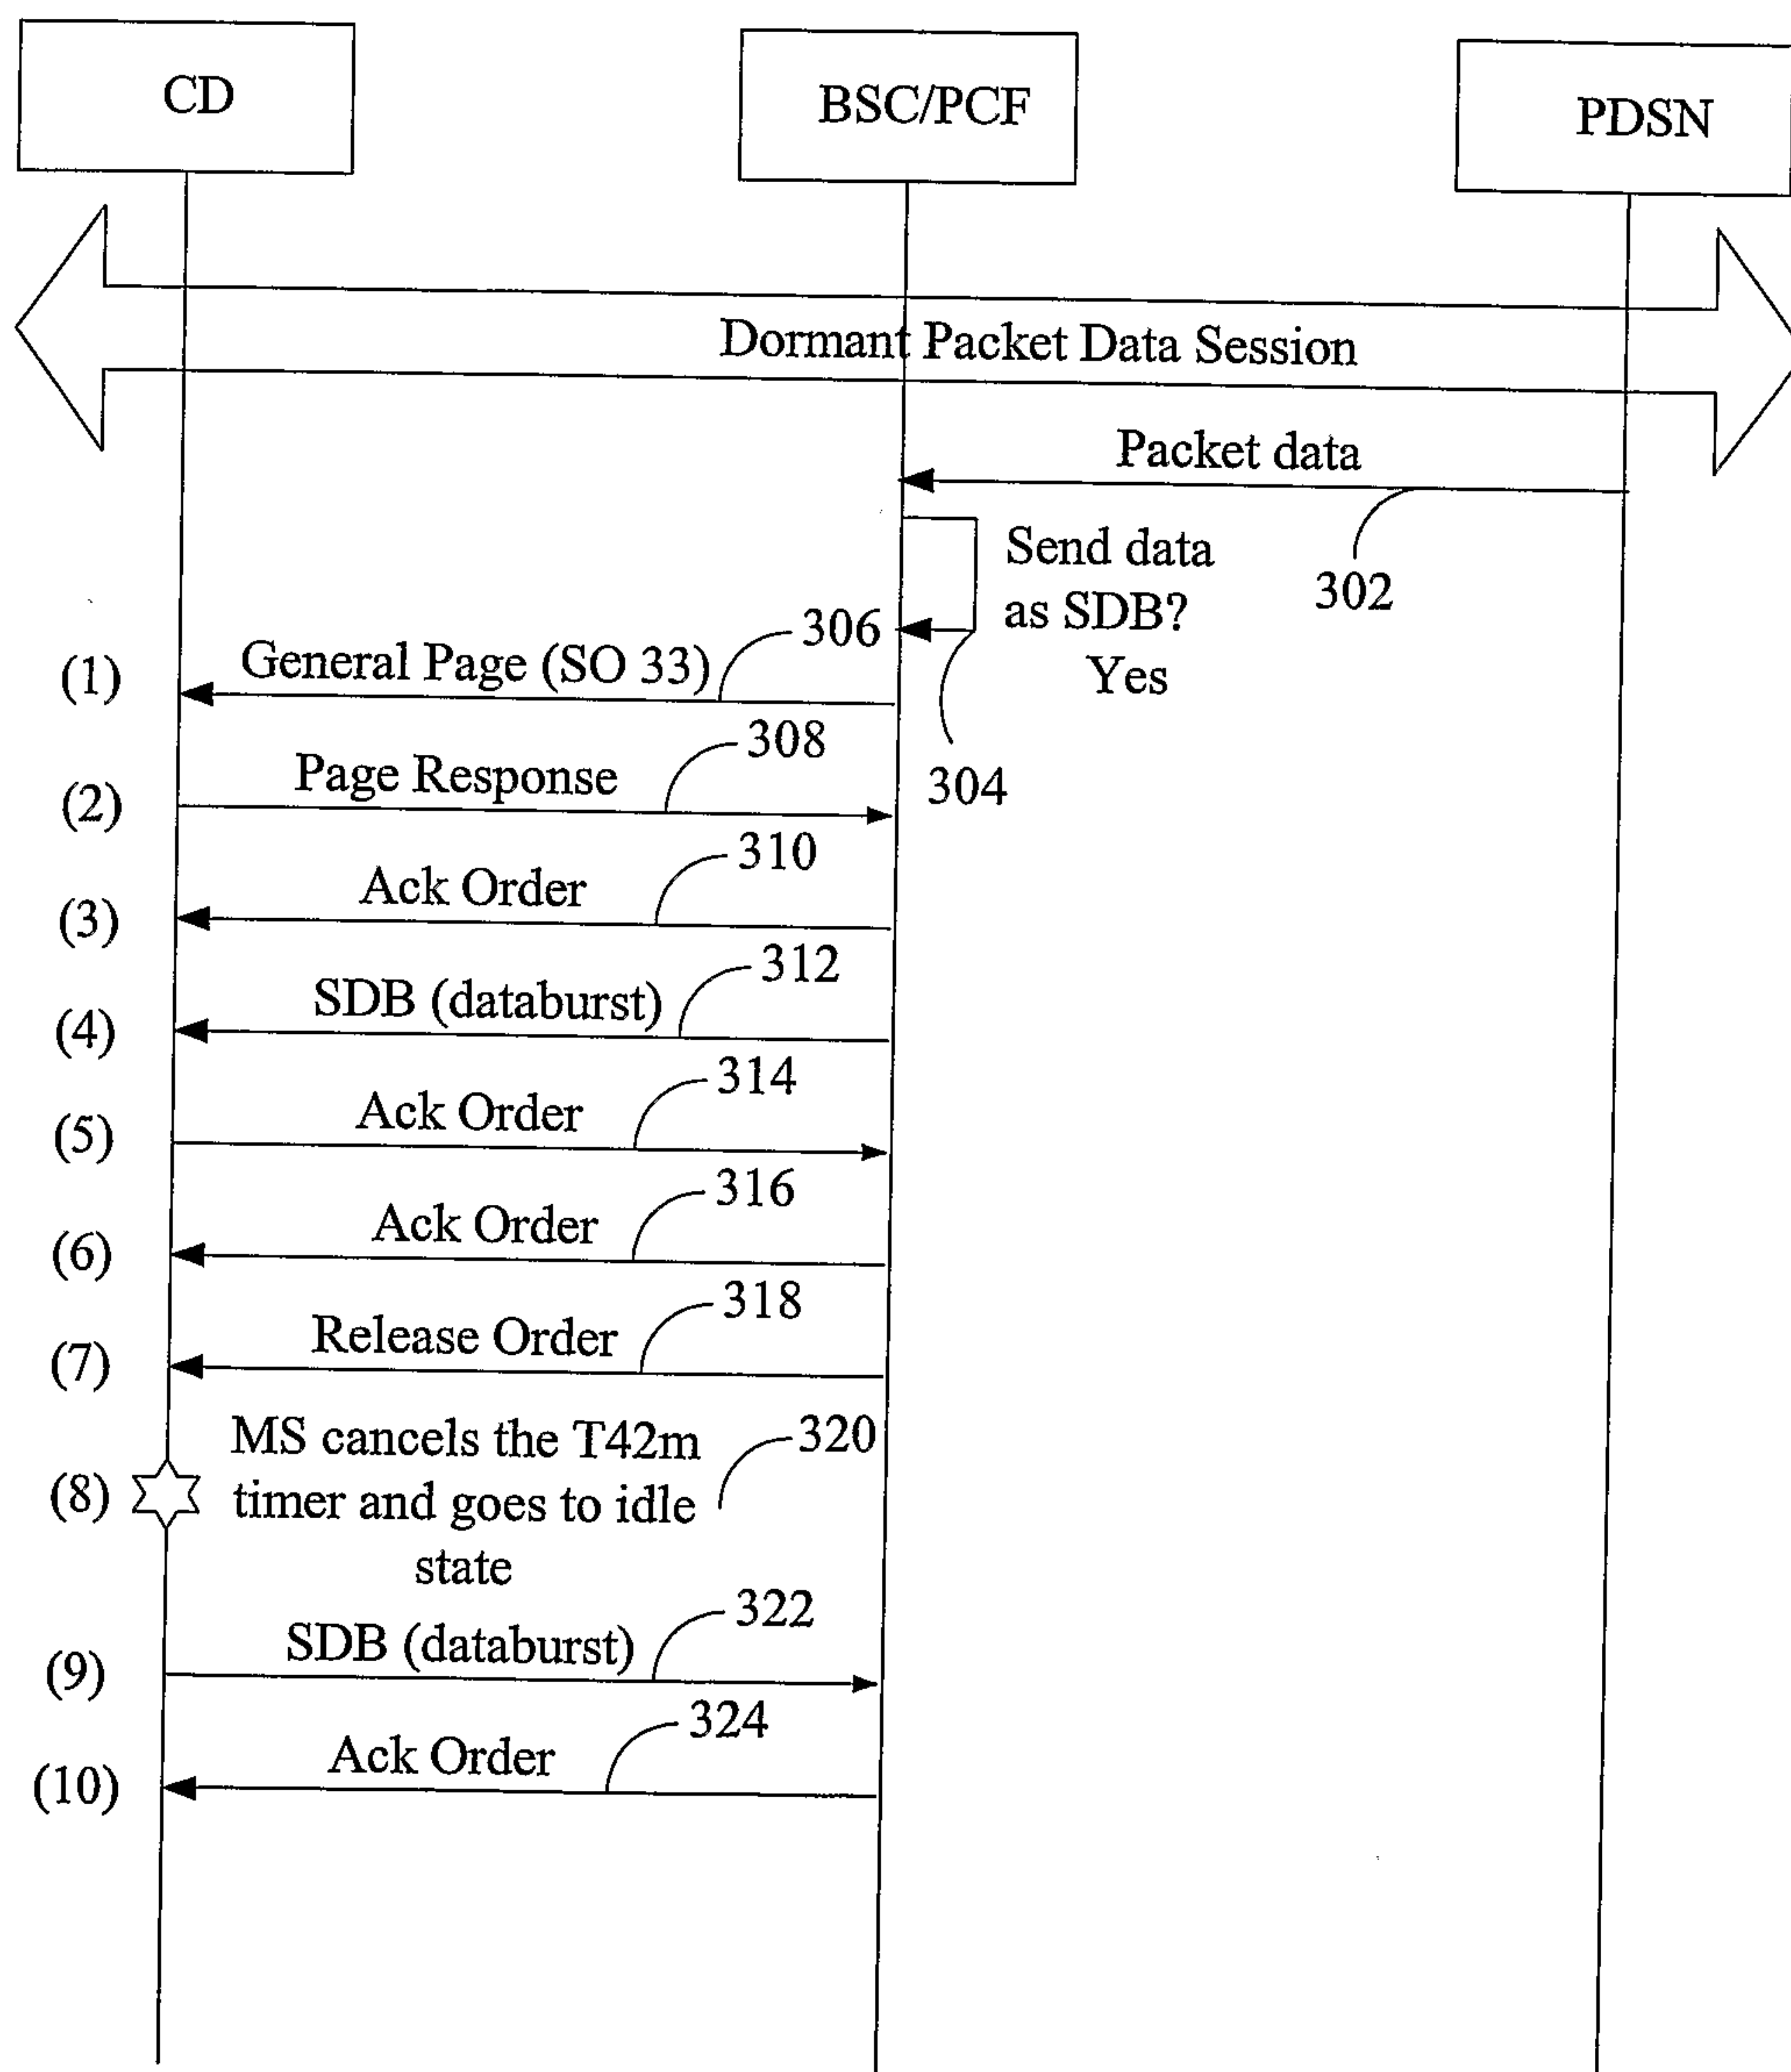 CD
BSC/PCF
PDSN
Dormant Packet Data Session
Packet data
302
Send data
as SDB?
Yes
304
(1)
General Page (SO 33)
306
(2)
Page Response
308
(3)
Ack Order
310
(4)
SDB (databurst)
312
(5)
Ack Order
314
(6)
Ack Order
316
(7)
Release Order
318
(8)
MS cancels the T42m
timer and goes to idle
state
320
(9)
SDB (databurst)
322
(10)
Ack Order
324